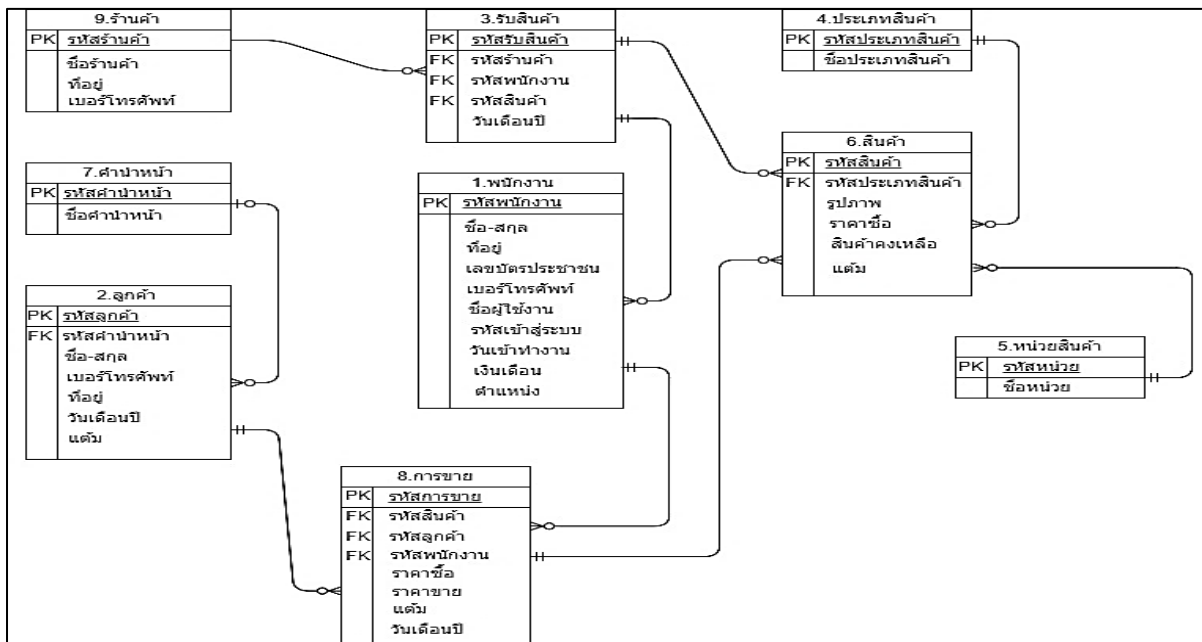 9.ร้านค้า
PK รหัสร้านค้า
ชื่อร้านค้า
ที่อยู่
เบอร์โทรศัพท์
3.รับสินค้า
PK รหัสรับสินค้า
FK รหัสร้านค้า
FK รหัสพนักงาน
FK รหัสสินค้า
วันเดือนปี
4.ประเภทสินค้า
PK รหัสประเภทสินค้า
ชื่อประเภทสินค้า
7.คำนำหน้า
PK รหัสคำนำหน้า
ชื่อคำนำหน้า
1.พนักงาน
PK รหัสพนักงาน
ชื่อ-สกุล
ที่อยู่
เลขบัตรประชาชน
เบอร์โทรศัพท์
ชื่อผู้ใช้งาน
รหัสเข้าสู่ระบบ
วันเข้าทำงาน
เงินเดือน
ตำแหน่ง
6.สินค้า
PK รหัสสินค้า
FK รหัสประเภทสินค้า
รูปภาพ
ราคาซื้อ
สินค้าคงเหลือ
แต้ม
2.ลูกค้า
PK รหัสลูกค้า
FK รหัสคำนำหน้า
ชื่อ-สกุล
เบอร์โทรศัพท์
ที่อยู่
วันเดือนปี
แต้ม
5.หน่วยสินค้า
PK รหัสหน่วย
ชื่อหน่วย
8.การขาย
PK รหัสการขาย
FK รหัสสินค้า
FK รหัสลูกค้า
FK รหัสพนักงาน
ราคาซื้อ
ราคาขาย
แต้ม
วันเดือนปี